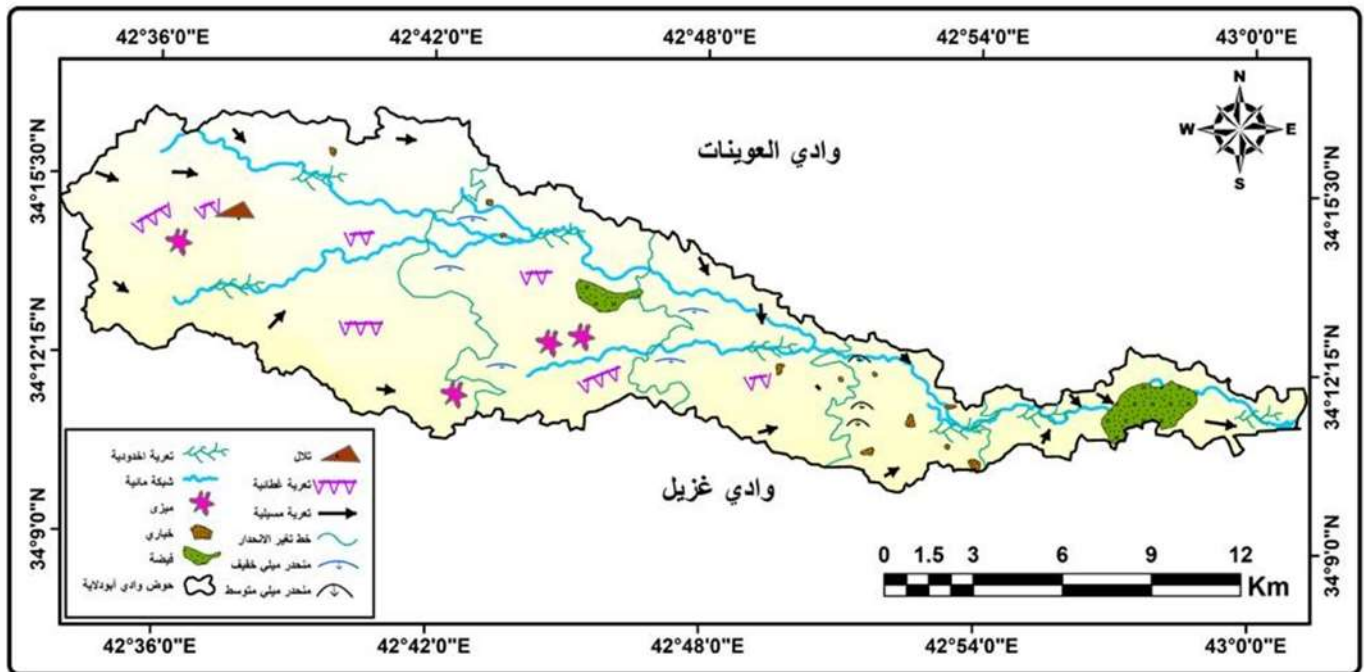 42°36'0"E 42°42'0"E 42°48'0"E 42°54'0"E 43°0'0"E
N
W E
S
34°15'30"N
34°15'30"N
وادي العوينات
34°12'15"N
34°12'15"N
وادي غزيل
تلال
تعرية اخدودية
تعرية غطائية
شبكة مائية
تعرية مسيلية
ميزى
خط تغير الانحدار
خباري
منحدر ميلي خفيف
فيضة
منحدر ميلي متوسط
حوض وادي أبودلاية
34°9'0"N
34°9'0"N
0 1.5 3 6 9 12
Km
42°36'0"E 42°42'0"E 42°48'0"E 42°54'0"E 43°0'0"E